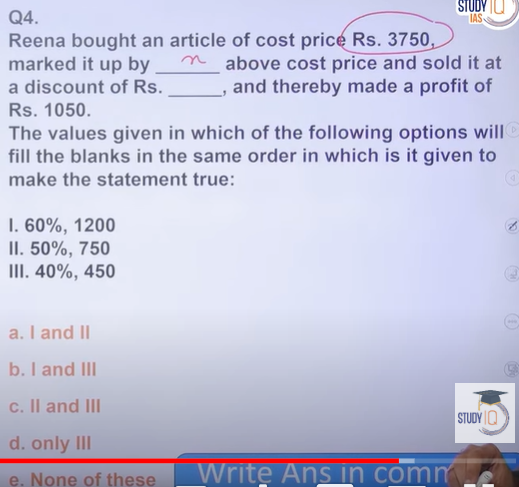 STUDY IQ
IAS
Q4.
Reena bought an article of cost price Rs. 3750,
marked it up by ___n___ above cost price and sold it at
a discount of Rs. ______, and thereby made a profit of
Rs. 1050.
The values given in which of the following options will
fill the blanks in the same order in which is it given to
make the statement true:
I. 60%, 1200
II. 50%, 750
III. 40%, 450
a. I and II
b. I and III
c. II and III
d. only III
e. None of these
STUDY IQ
Write Ans in comm